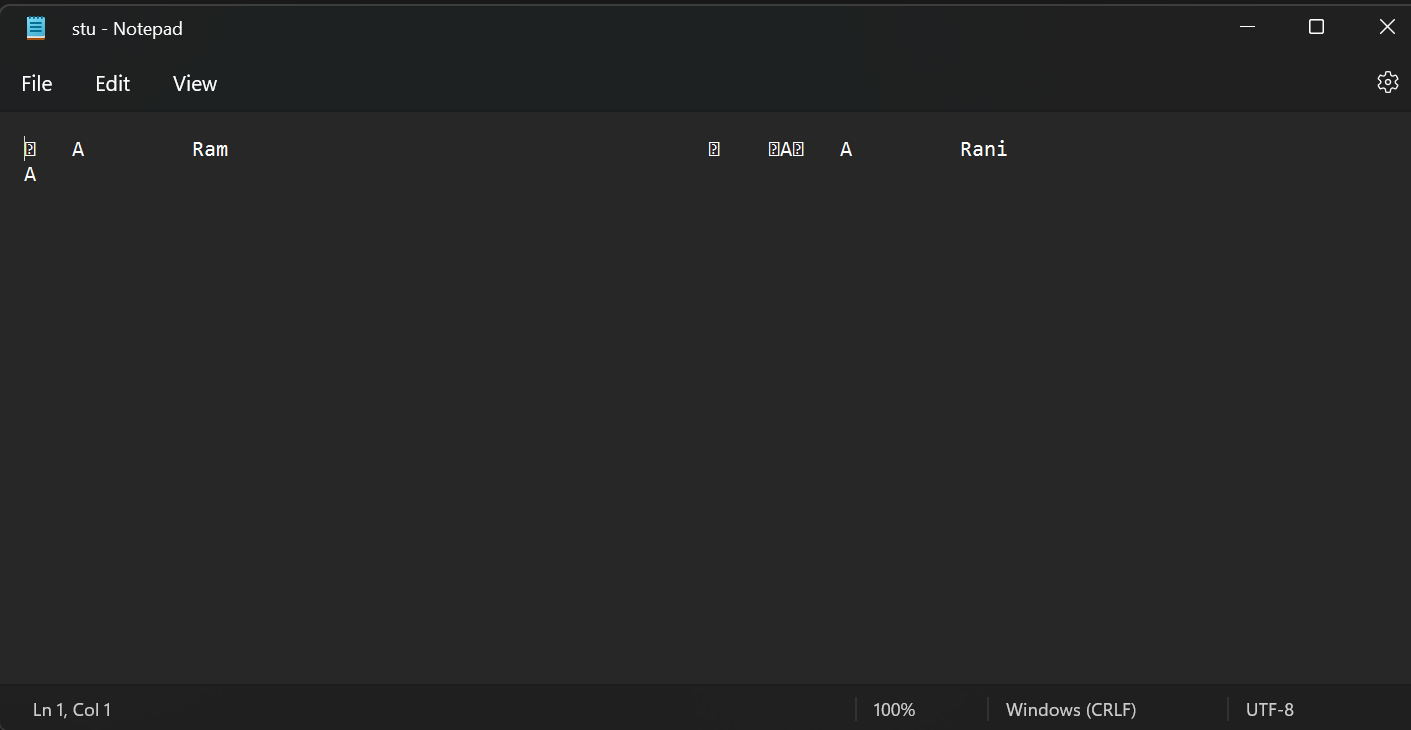 stu - Notepad
File Edit View
⍰ A Ram ⍰ ⍰A⍰ A Rani
A
Ln 1, Col 1 100% Windows (CRLF) UTF-8